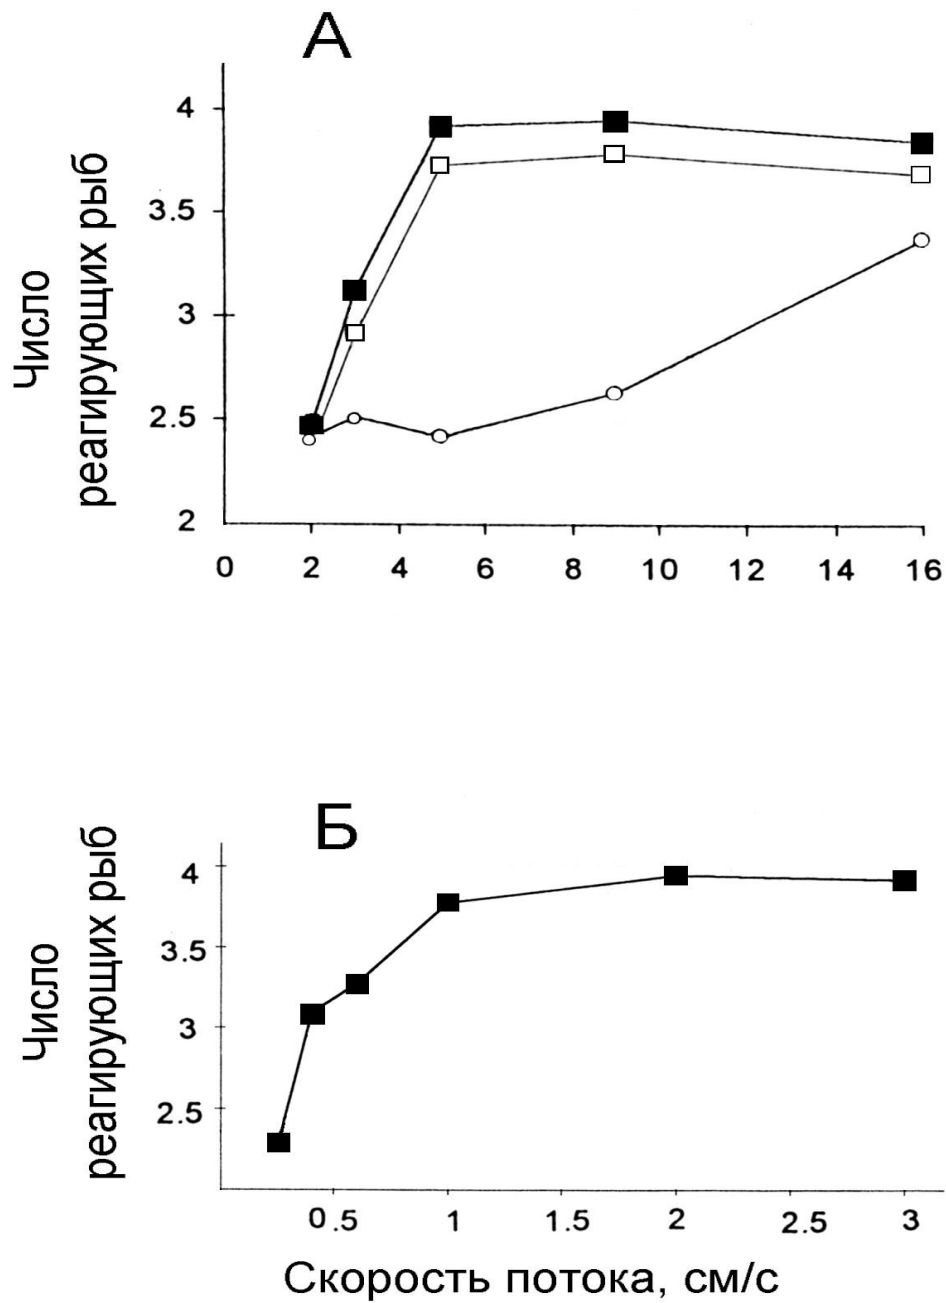 А
Число
реагирующих рыб
4
3.5
3
2.5
2
0 2 4 6 8 10 12 14 16
Б
Число
реагирующих рыб
4
3.5
3
2.5
0.5 1 1.5 2 2.5 3
Скорость потока, см/с